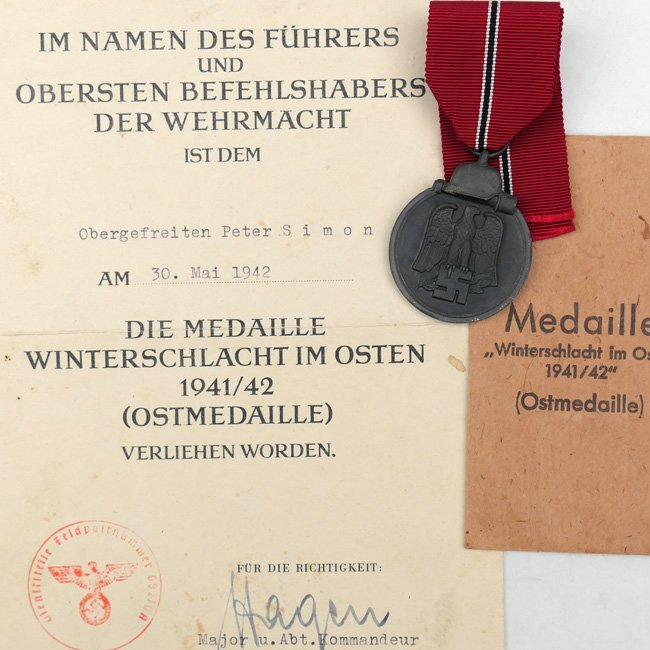 IM NAMEN DES FÜHRERS
UND
OBERSTEN BEFEHLSHABERS
DER WEHRMACHT
IST DEM
Obergefreiten Peter S i m o n
AM 30. Mai 1942
DIE MEDAILLE
WINTERSCHLACHT IM OSTEN
1941/42
(OSTMEDAILLE)
VERLIEHEN WORDEN.
Dienststelle Feldpostnummer
FÜR DIE RICHTIGKEIT:
Hagen
Major u. Abt. Kommandeur
Medaille
„Winterschlacht im Os
1941/42"
(Ostmedaille)